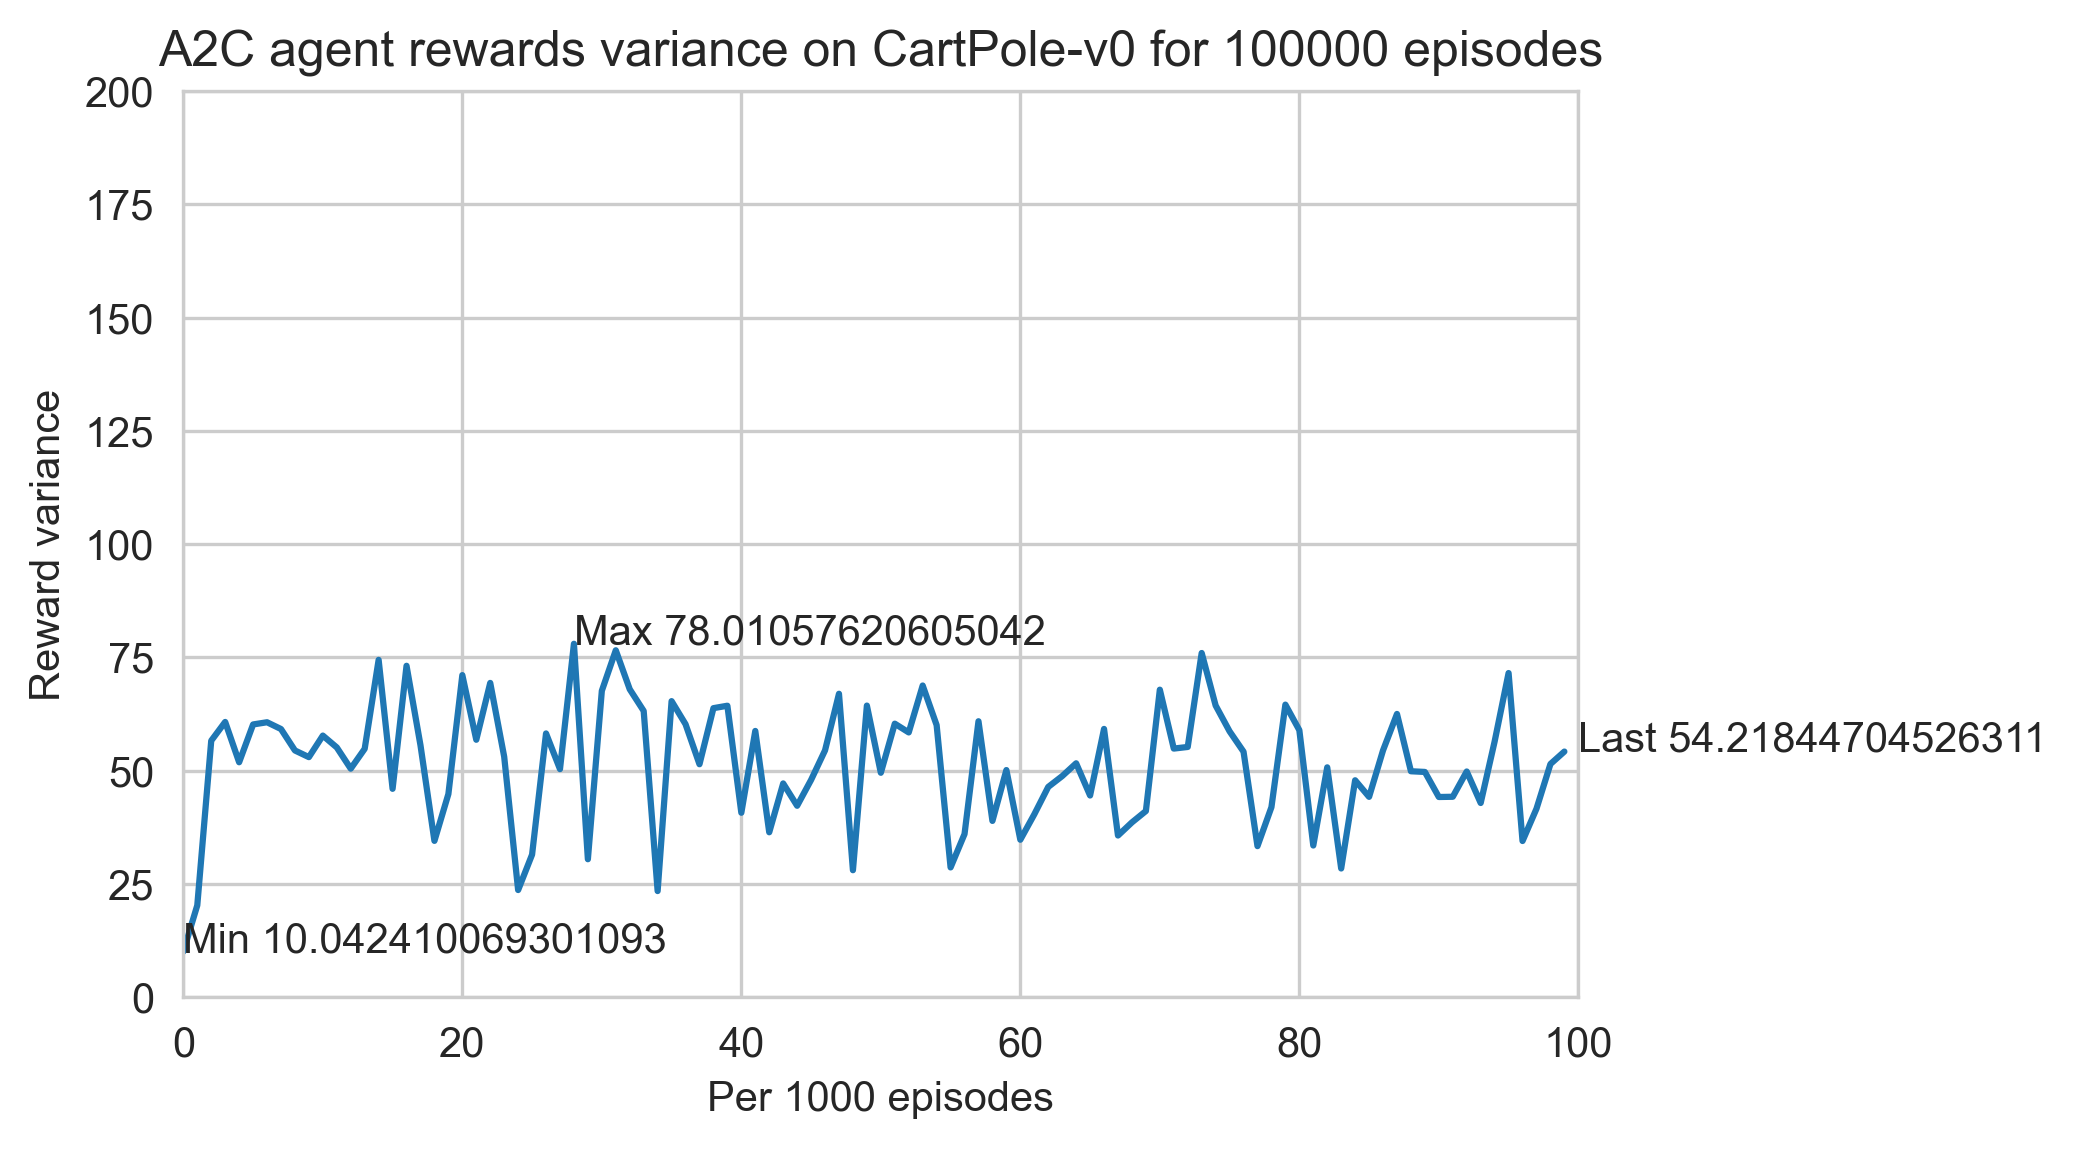 A2C agent rewards variance on CartPole-v0 for 100000 episodes
200
175
150
125
100
75
50
25
0
Reward variance
Max 78.01057620605042
Last 54.21844704526311
Min 10.042410069301093
0 20 40 60 80 100
Per 1000 episodes